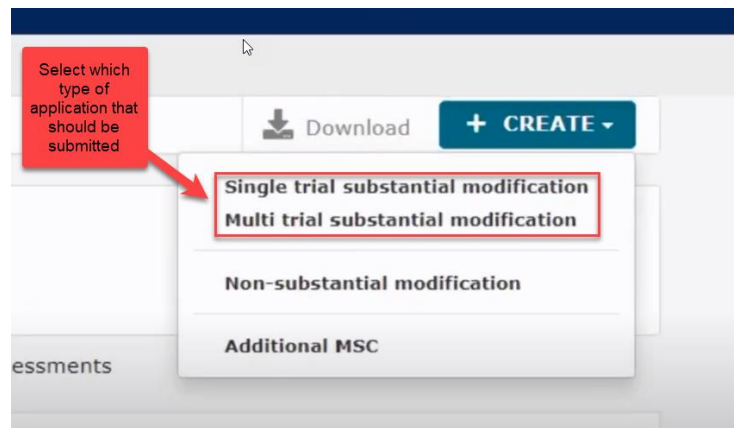 Select which
type of
application that
should be
submitted
Download
+ CREATE
Single trial substantial modification
Multi trial substantial modification
Non-substantial modification
Additional MSC
essments